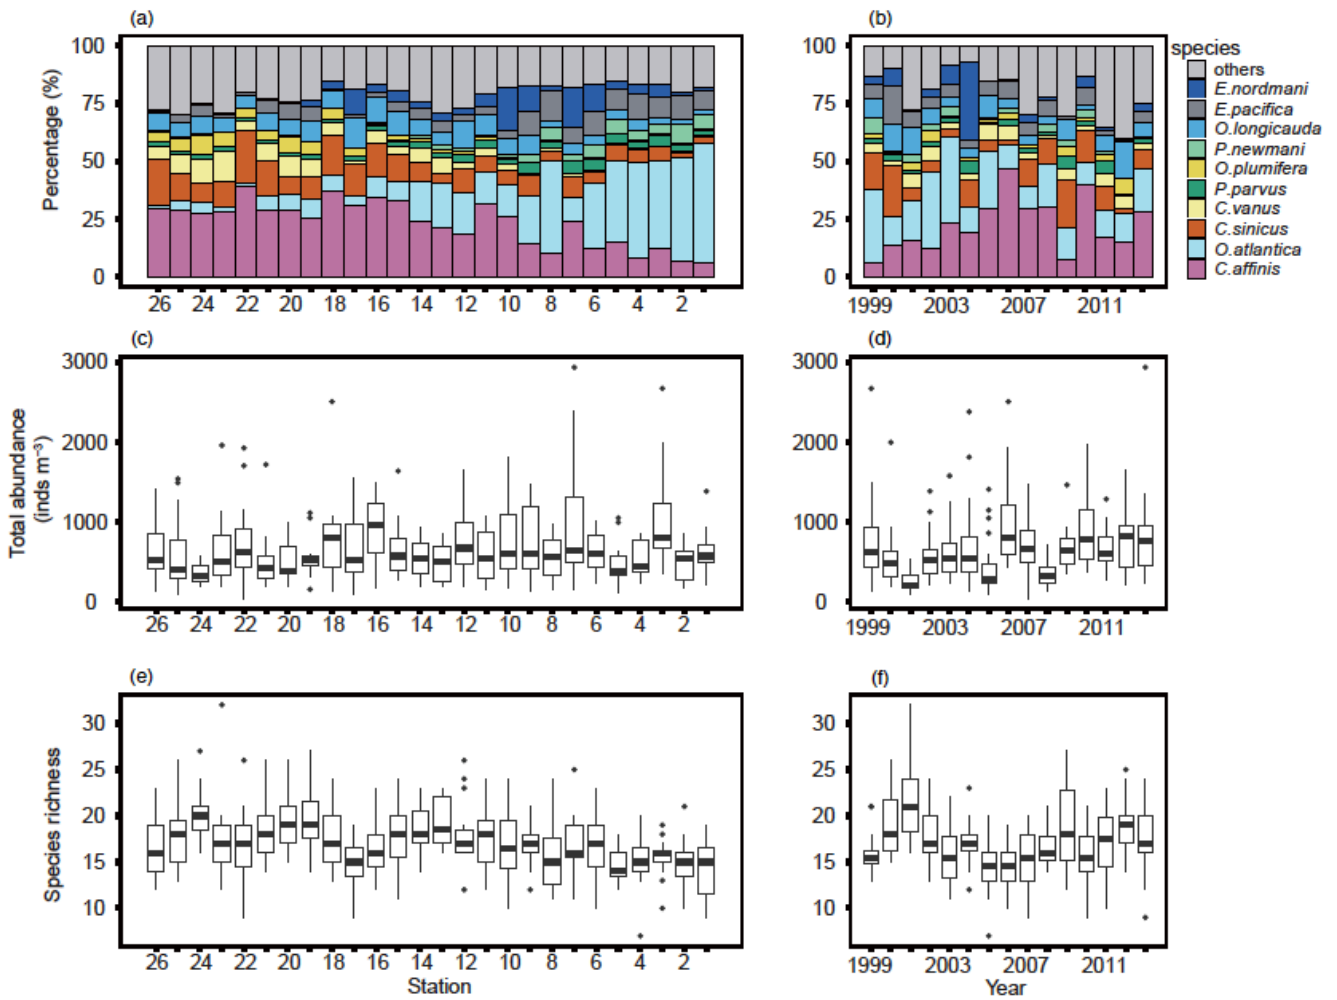 (a)
Percentage (%)
100
75
50
25
0
26 24 22 20 18 16 14 12 10 8 6 4 2
(b)
100
75
50
25
0
1999 2003 2007 2011
species
others
E.nordmani
E.pacifica
O.longicauda
P.newmani
O.plumifera
P.parvus
C.vanus
C.sinicus
O.atlantica
C.affinis
(c)
Total abundance
(inds m⁻³)
3000
2000
1000
0
26 24 22 20 18 16 14 12 10 8 6 4 2
(d)
3000
2000
1000
0
1999 2003 2007 2011
(e)
Species richness
30
25
20
15
10
26 24 22 20 18 16 14 12 10 8 6 4 2
Station
(f)
30
25
20
15
10
1999 2003 2007 2011
Year